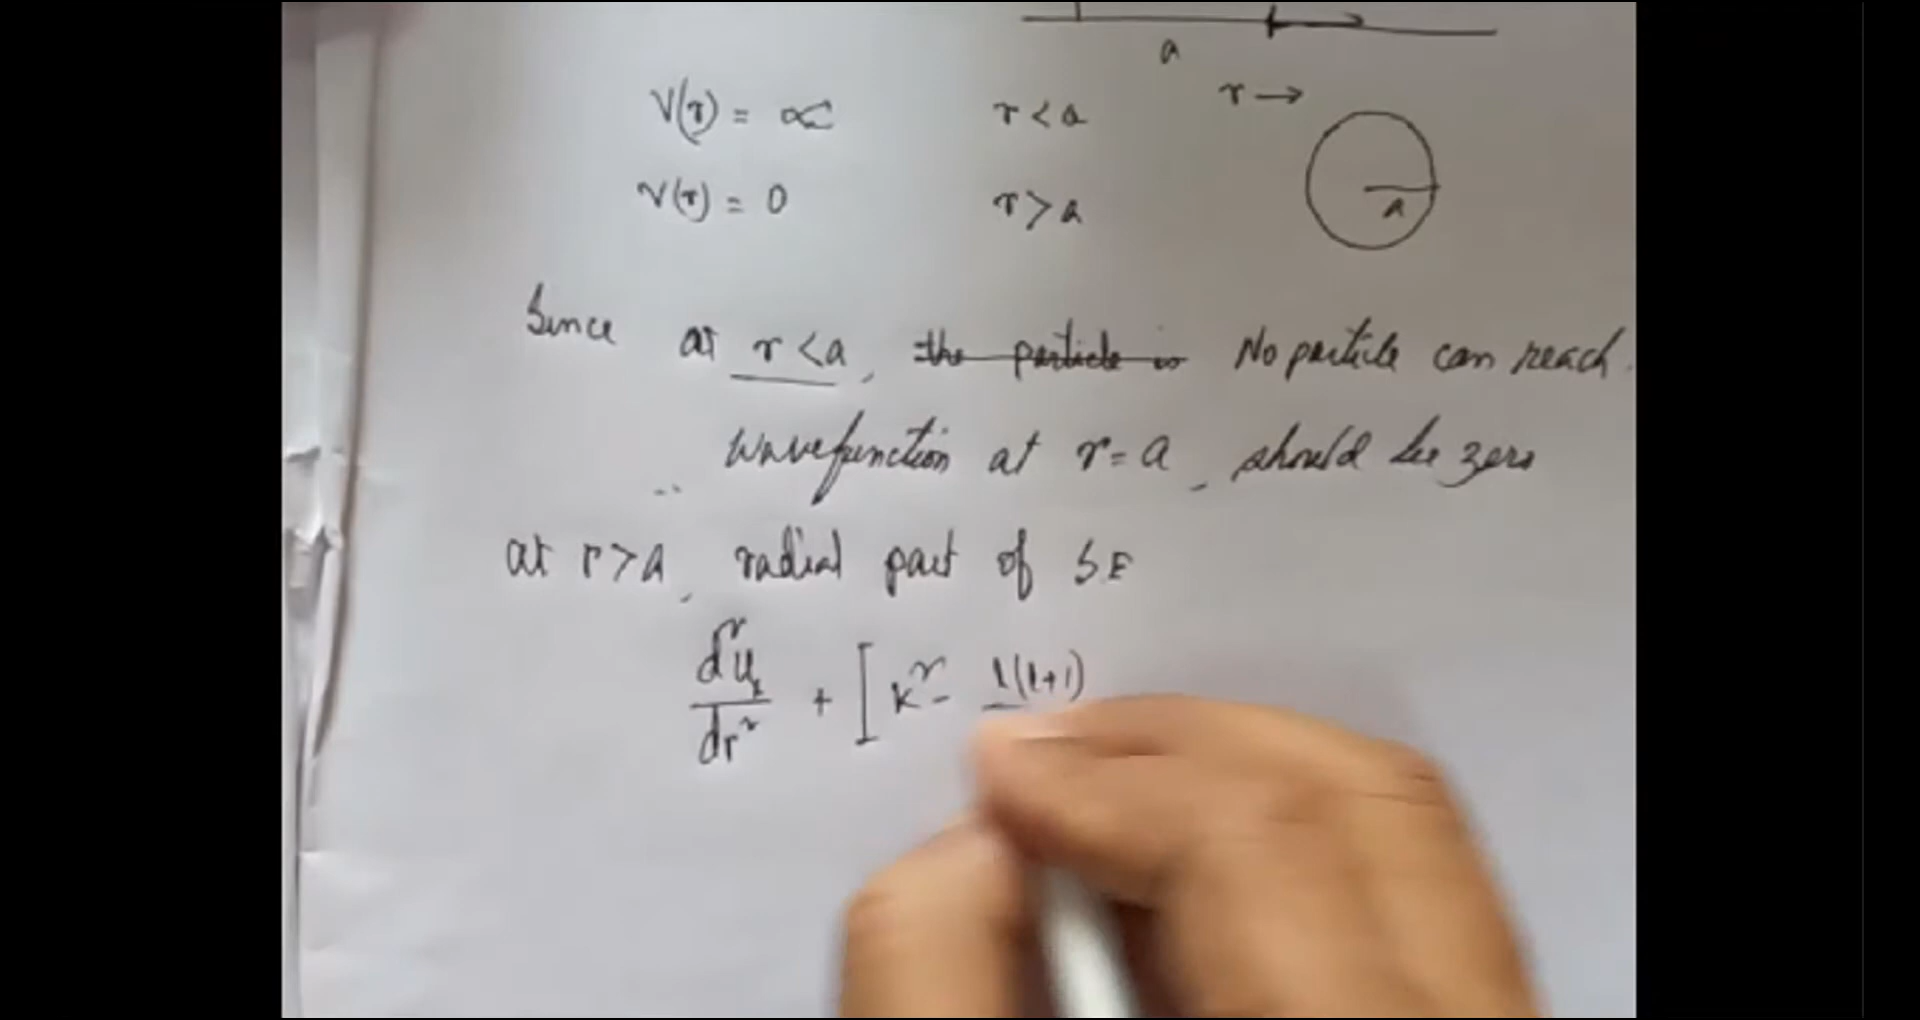 a
r →
V(r) = ∝ r < a
V(r) = 0 r > a
a
Since at r < a, the particle is No particle can reach.
∴ wavefunction at r = a, should be zero
at r > a, radial part of SE
d²uₗ/dr² + [k² - l(l+1)